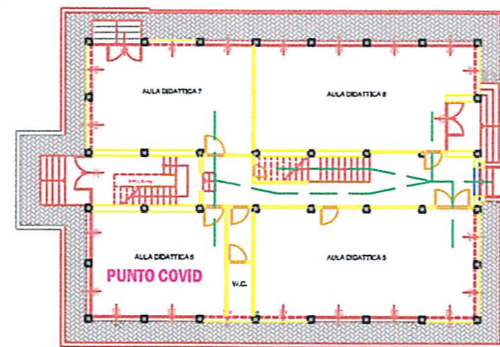 AULA DIDATTICA 7
AULA DIDATTICA 8
AULA DIDATTICA 6
PUNTO COVID
W.C.
AULA DIDATTICA 5